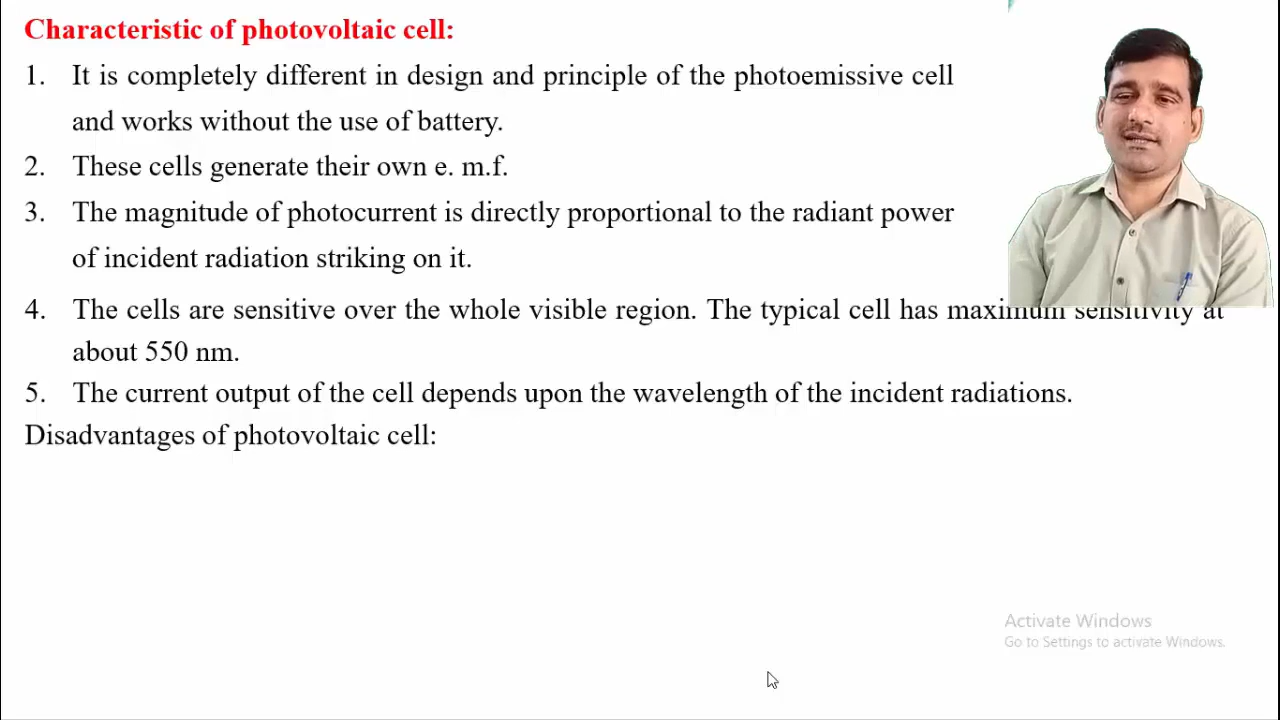 Characteristic of photovoltaic cell:
1. It is completely different in design and principle of the photoemissive cell
and works without the use of battery.
2. These cells generate their own e. m.f.
3. The magnitude of photocurrent is directly proportional to the radiant power
of incident radiation striking on it.
4. The cells are sensitive over the whole visible region. The typical cell has maximum sensitivity at
about 550 nm.
5. The current output of the cell depends upon the wavelength of the incident radiations.
Disadvantages of photovoltaic cell:
Activate Windows
Go to Settings to activate Windows.